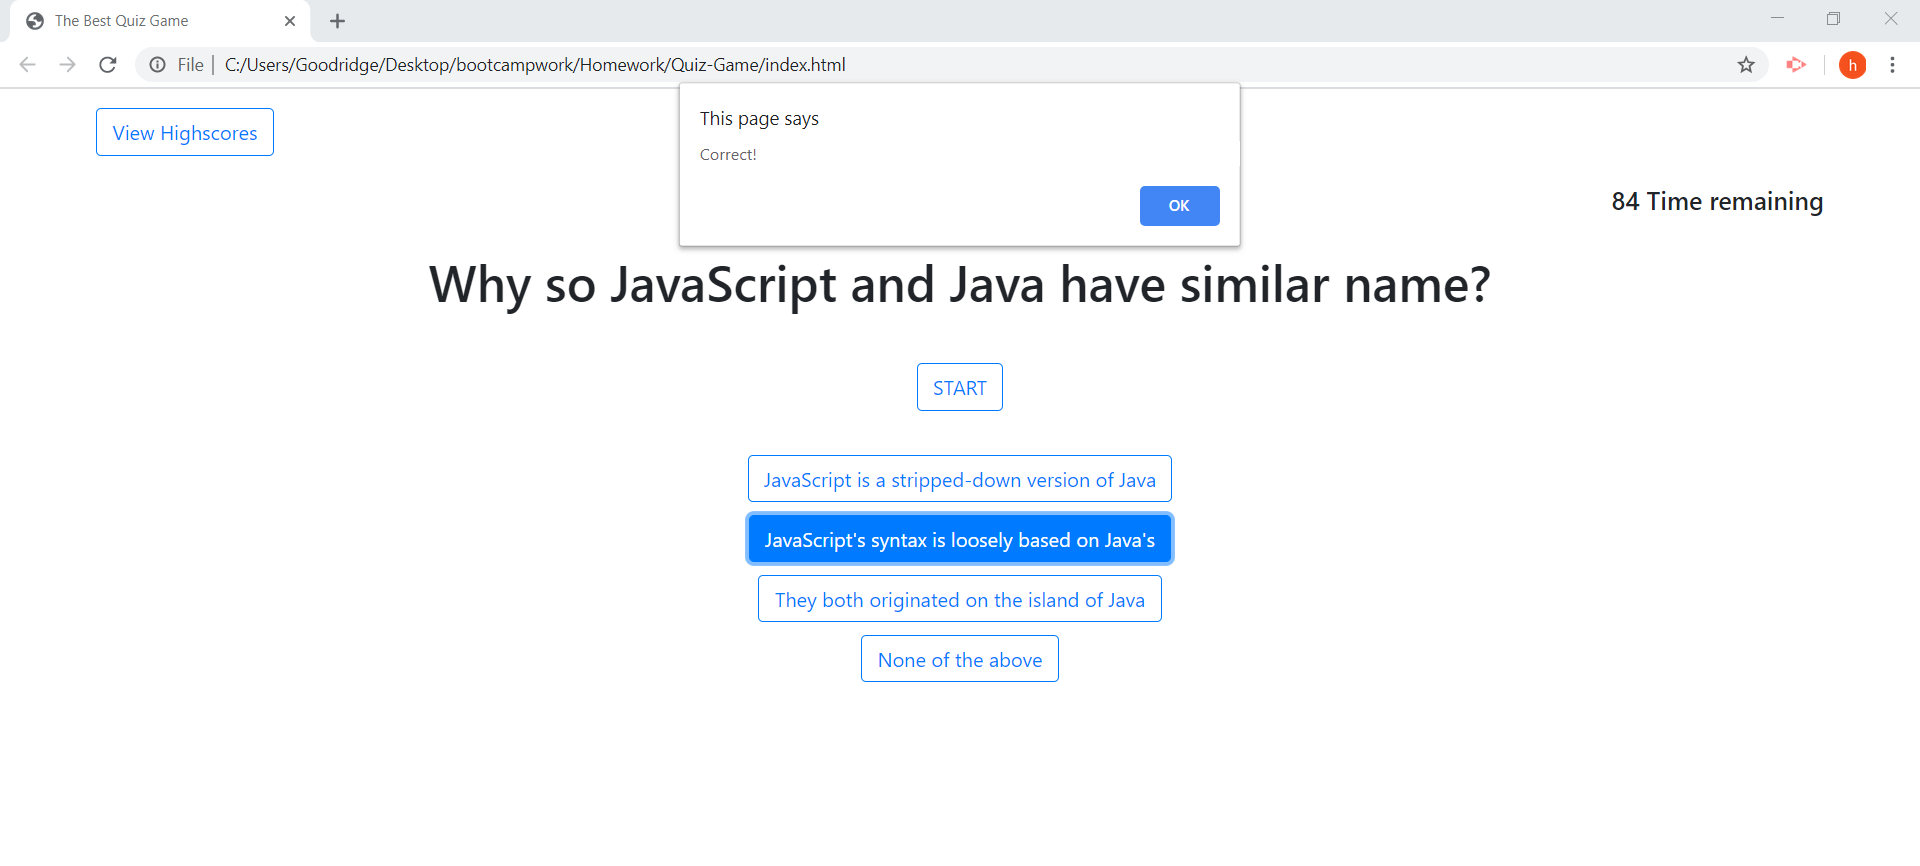 The Best Quiz Game
File | C:/Users/Goodridge/Desktop/bootcampwork/Homework/Quiz-Game/index.html
h
This page says
Correct!
OK
View Highscores
84 Time remaining
Why so JavaScript and Java have similar name?
START
JavaScript is a stripped-down version of Java
JavaScript's syntax is loosely based on Java's
They both originated on the island of Java
None of the above